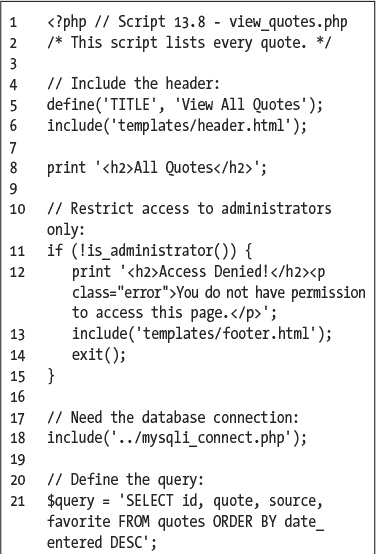 1 <?php // Script 13.8 - view_quotes.php
2 /* This script lists every quote. */
3
4 // Include the header:
5 define('TITLE', 'View All Quotes');
6 include('templates/header.html');
7
8 print '<h2>All Quotes</h2>';
9
10 // Restrict access to administrators
only:
11 if (!is_administrator()) {
12 print '<h2>Access Denied!</h2><p
class="error">You do not have permission
to access this page.</p>';
13 include('templates/footer.html');
14 exit();
15 }
16
17 // Need the database connection:
18 include('../mysqli_connect.php');
19
20 // Define the query:
21 $query = 'SELECT id, quote, source,
favorite FROM quotes ORDER BY date_
entered DESC';